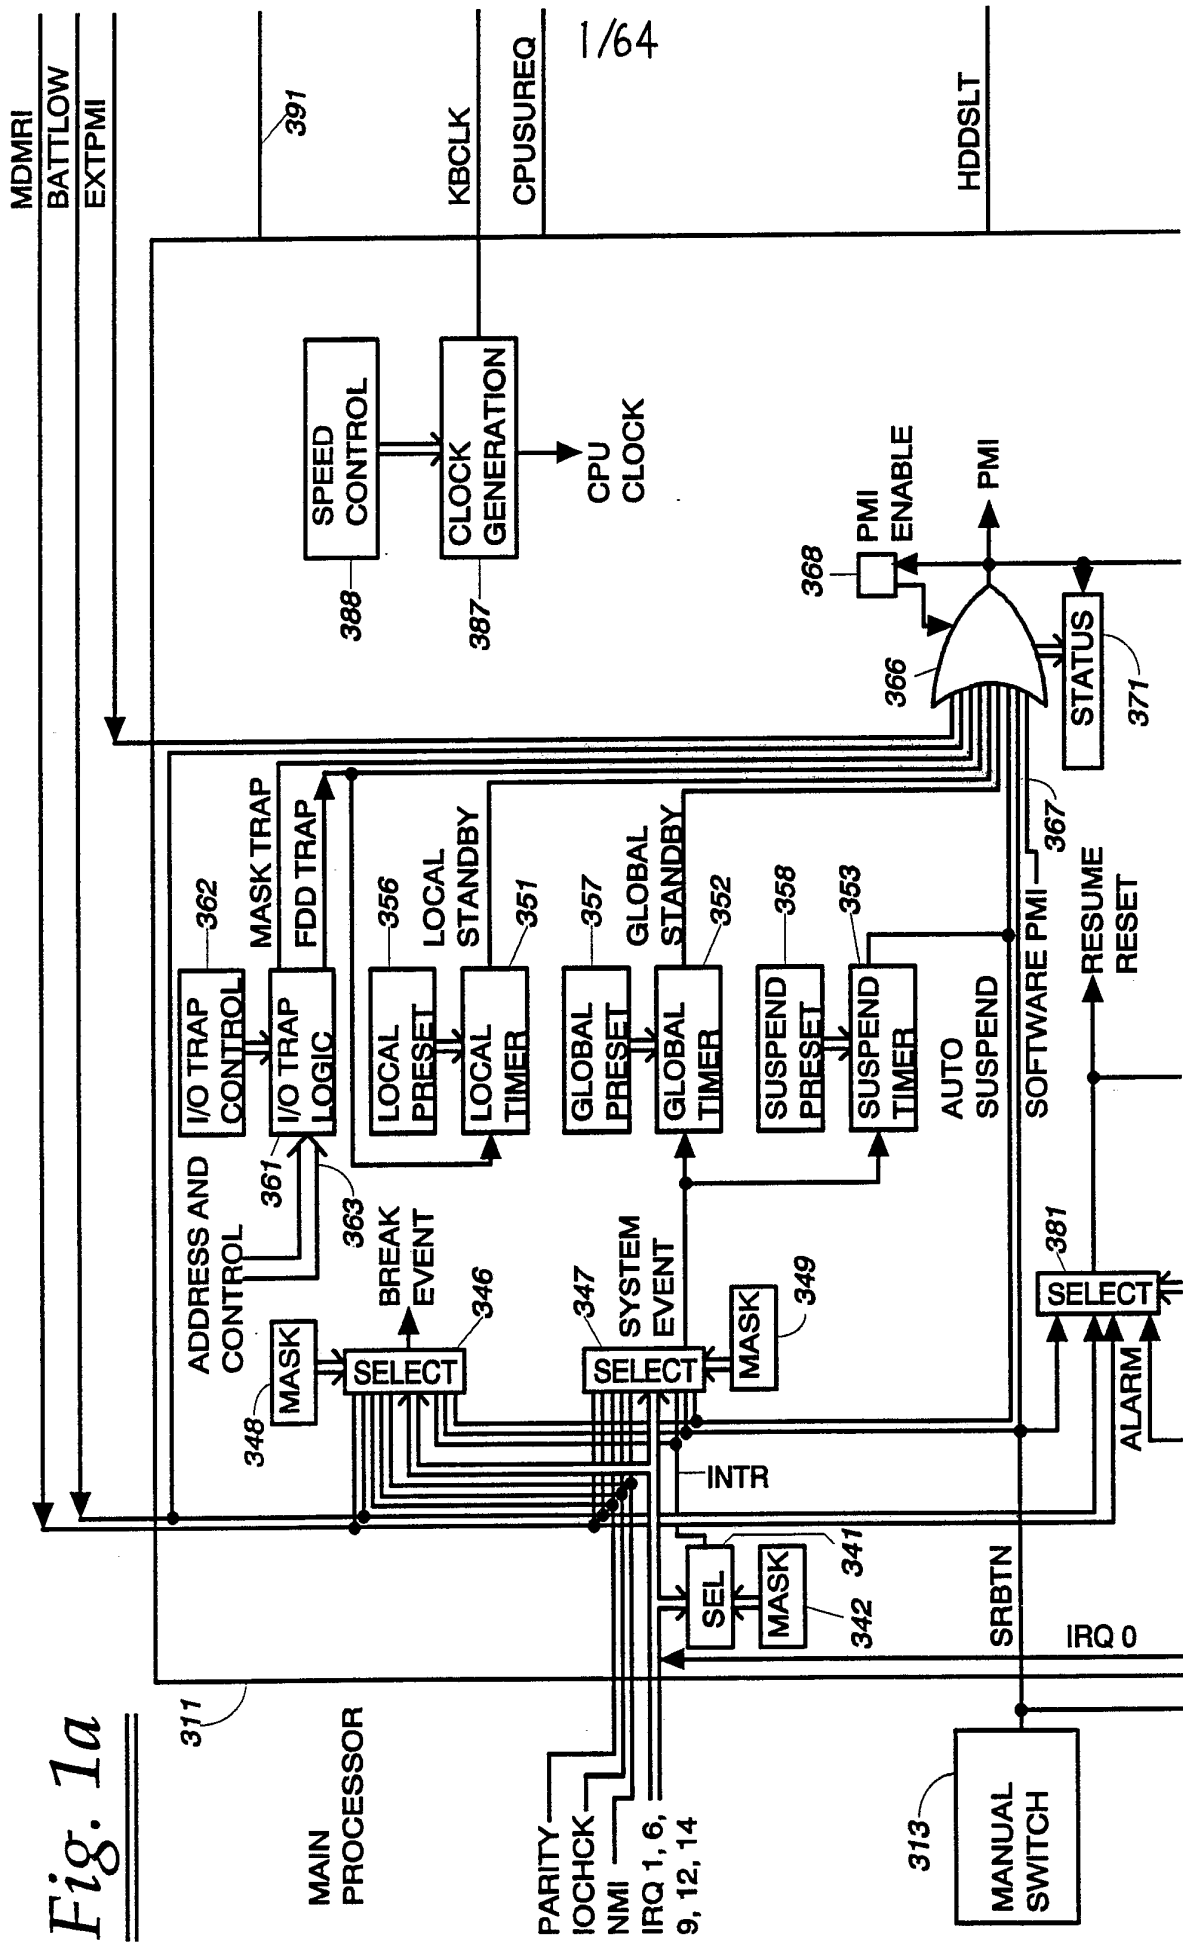 1/64
Fig. 1a
MDMRI
BATTLOW
EXTPMI
391
KBCLK
CPUSUREQ
HDDSLT
311
MAIN
PROCESSOR
SPEED
CONTROL
388
CLOCK
GENERATION
387
CPU
CLOCK
PMI
ENABLE
368
PMI
366
STATUS
371
367
I/O TRAP
CONTROL
362
I/O TRAP
LOGIC
361
MASK TRAP
FDD TRAP
ADDRESS AND
CONTROL
363
LOCAL
PRESET
356
LOCAL
TIMER
351
LOCAL
STANDBY
GLOBAL
PRESET
357
GLOBAL
TIMER
352
GLOBAL
STANDBY
SUSPEND
PRESET
358
SUSPEND
TIMER
353
AUTO
SUSPEND
SOFTWARE PMI
RESUME
RESET
MASK
348
SELECT
346
BREAK
EVENT
SELECT
347
SYSTEM
EVENT
MASK
349
SELECT
381
ALARM
INTR
SEL
341
MASK
342
SRBTN
IRQ 0
PARITY
IOCHCK
NMI
IRQ 1, 6,
9, 12, 14
MANUAL
SWITCH
313